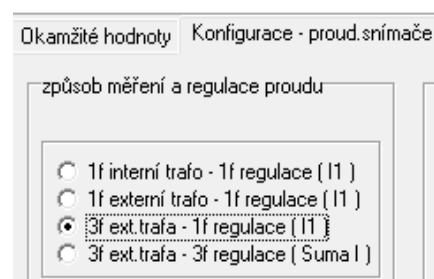 Okamžité hodnoty
Konfigurace - proud.snímače
způsob měření a regulace proudu
1f interní trafo - 1f regulace ( I1 )
1f externí trafo - 1f regulace ( I1 )
3f ext.trafa - 1f regulace ( I1 )
3f ext.trafa - 3f regulace ( Suma I )